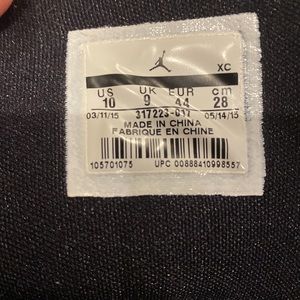 XC
US UK EUR cm
10 9 44 28
03/11/15 317223-017 05/14/15
MADE IN CHINA
FABRIQUE EN CHINE
105701075 UPC 00888410998557